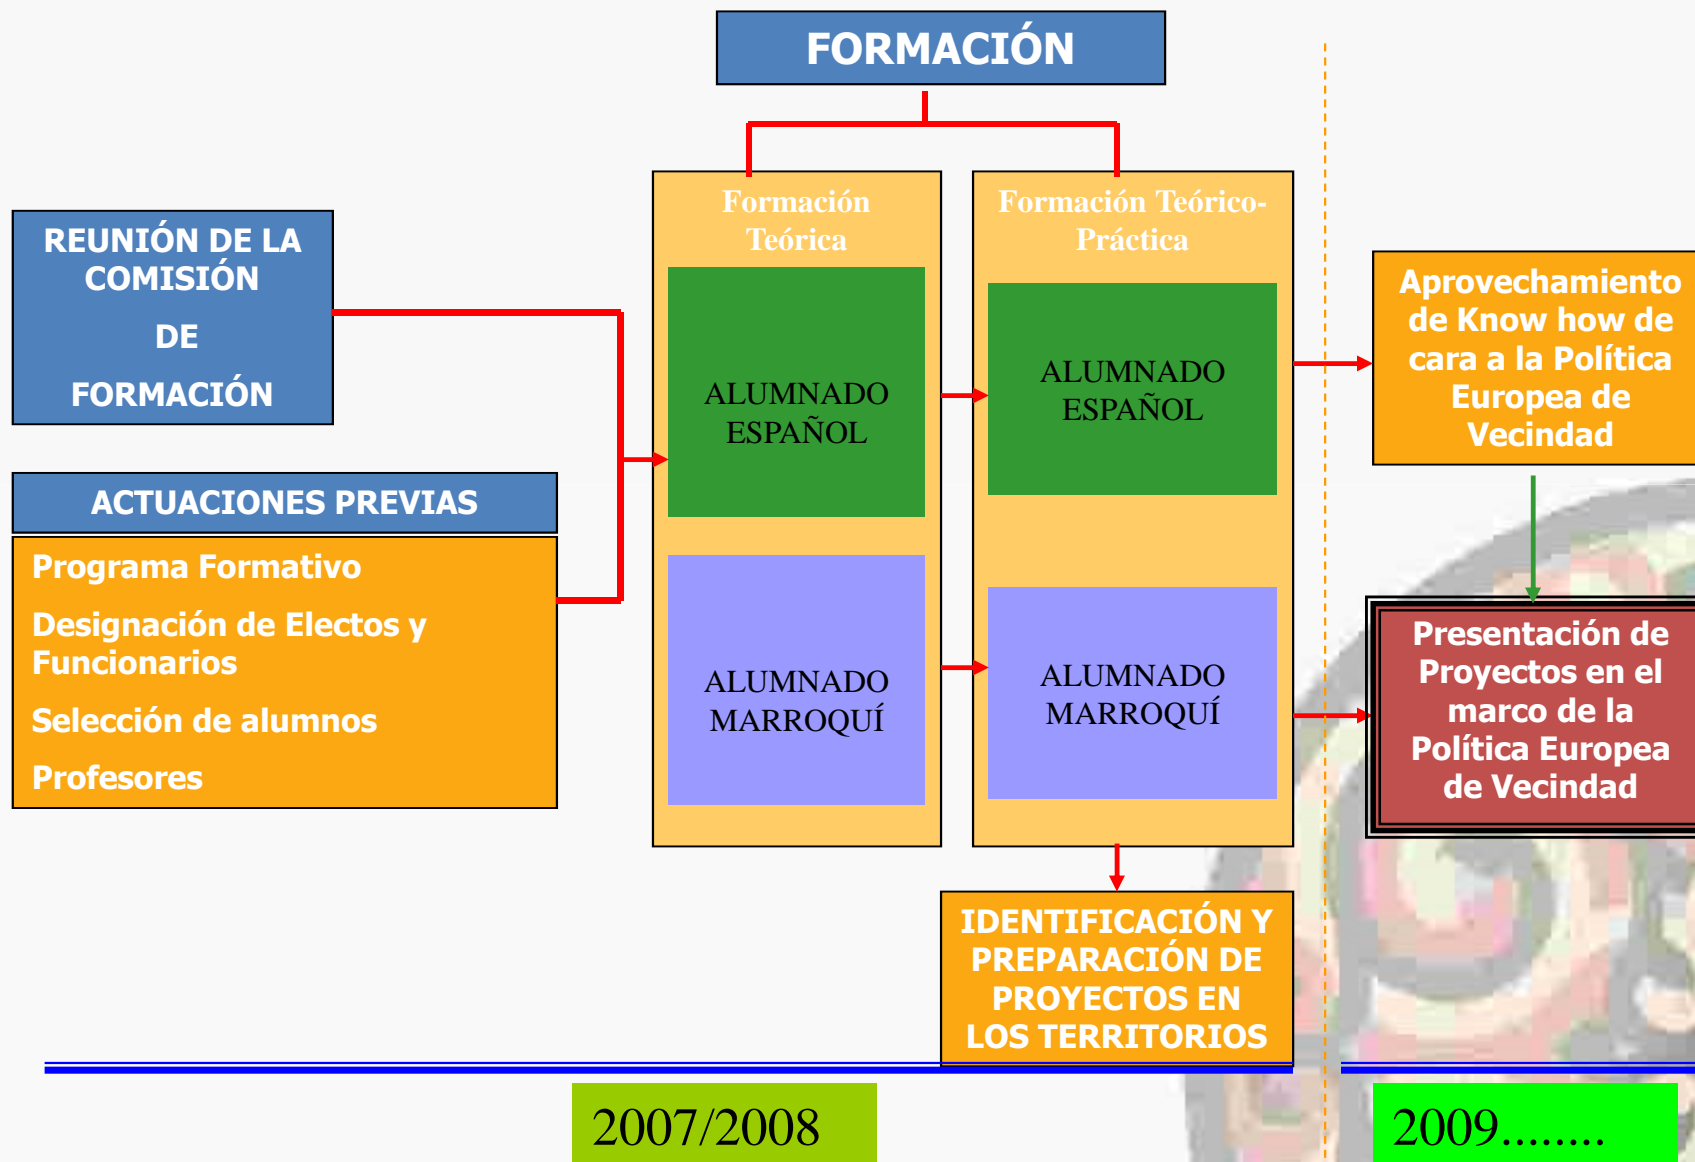 FORMACIÓN
REUNIÓN DE LA
COMISIÓN
DE
FORMACIÓN
ACTUACIONES PREVIAS
Programa Formativo
Designación de Electos y
Funcionarios
Selección de alumnos
Profesores
Formación
Teórica
ALUMNADO
ESPAÑOL
ALUMNADO
MARROQUÍ
Formación Teórico-
Práctica
ALUMNADO
ESPAÑOL
ALUMNADO
MARROQUÍ
IDENTIFICACIÓN Y
PREPARACIÓN DE
PROYECTOS EN
LOS TERRITORIOS
Aprovechamiento
de Know how de
cara a la Política
Europea de
Vecindad
Presentación de
Proyectos en el
marco de la
Política Europea
de Vecindad
2007/2008
2009........